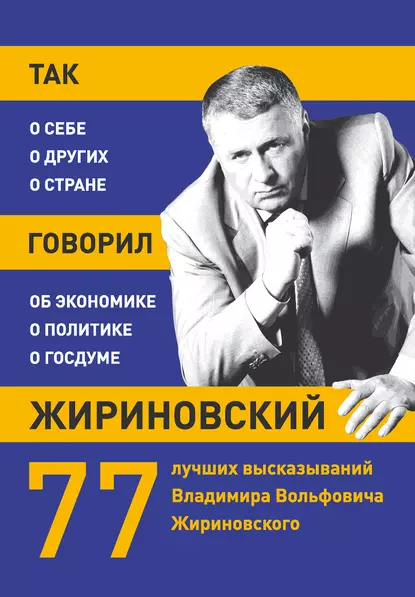 ТАК
О СЕБЕ
О ДРУГИХ
О СТРАНЕ
ГОВОРИЛ
ОБ ЭКОНОМИКЕ
О ПОЛИТИКЕ
О ГОСДУМЕ
ЖИРИНОВСКИЙ
77
лучших высказываний
Владимира Вольфовича
Жириновского